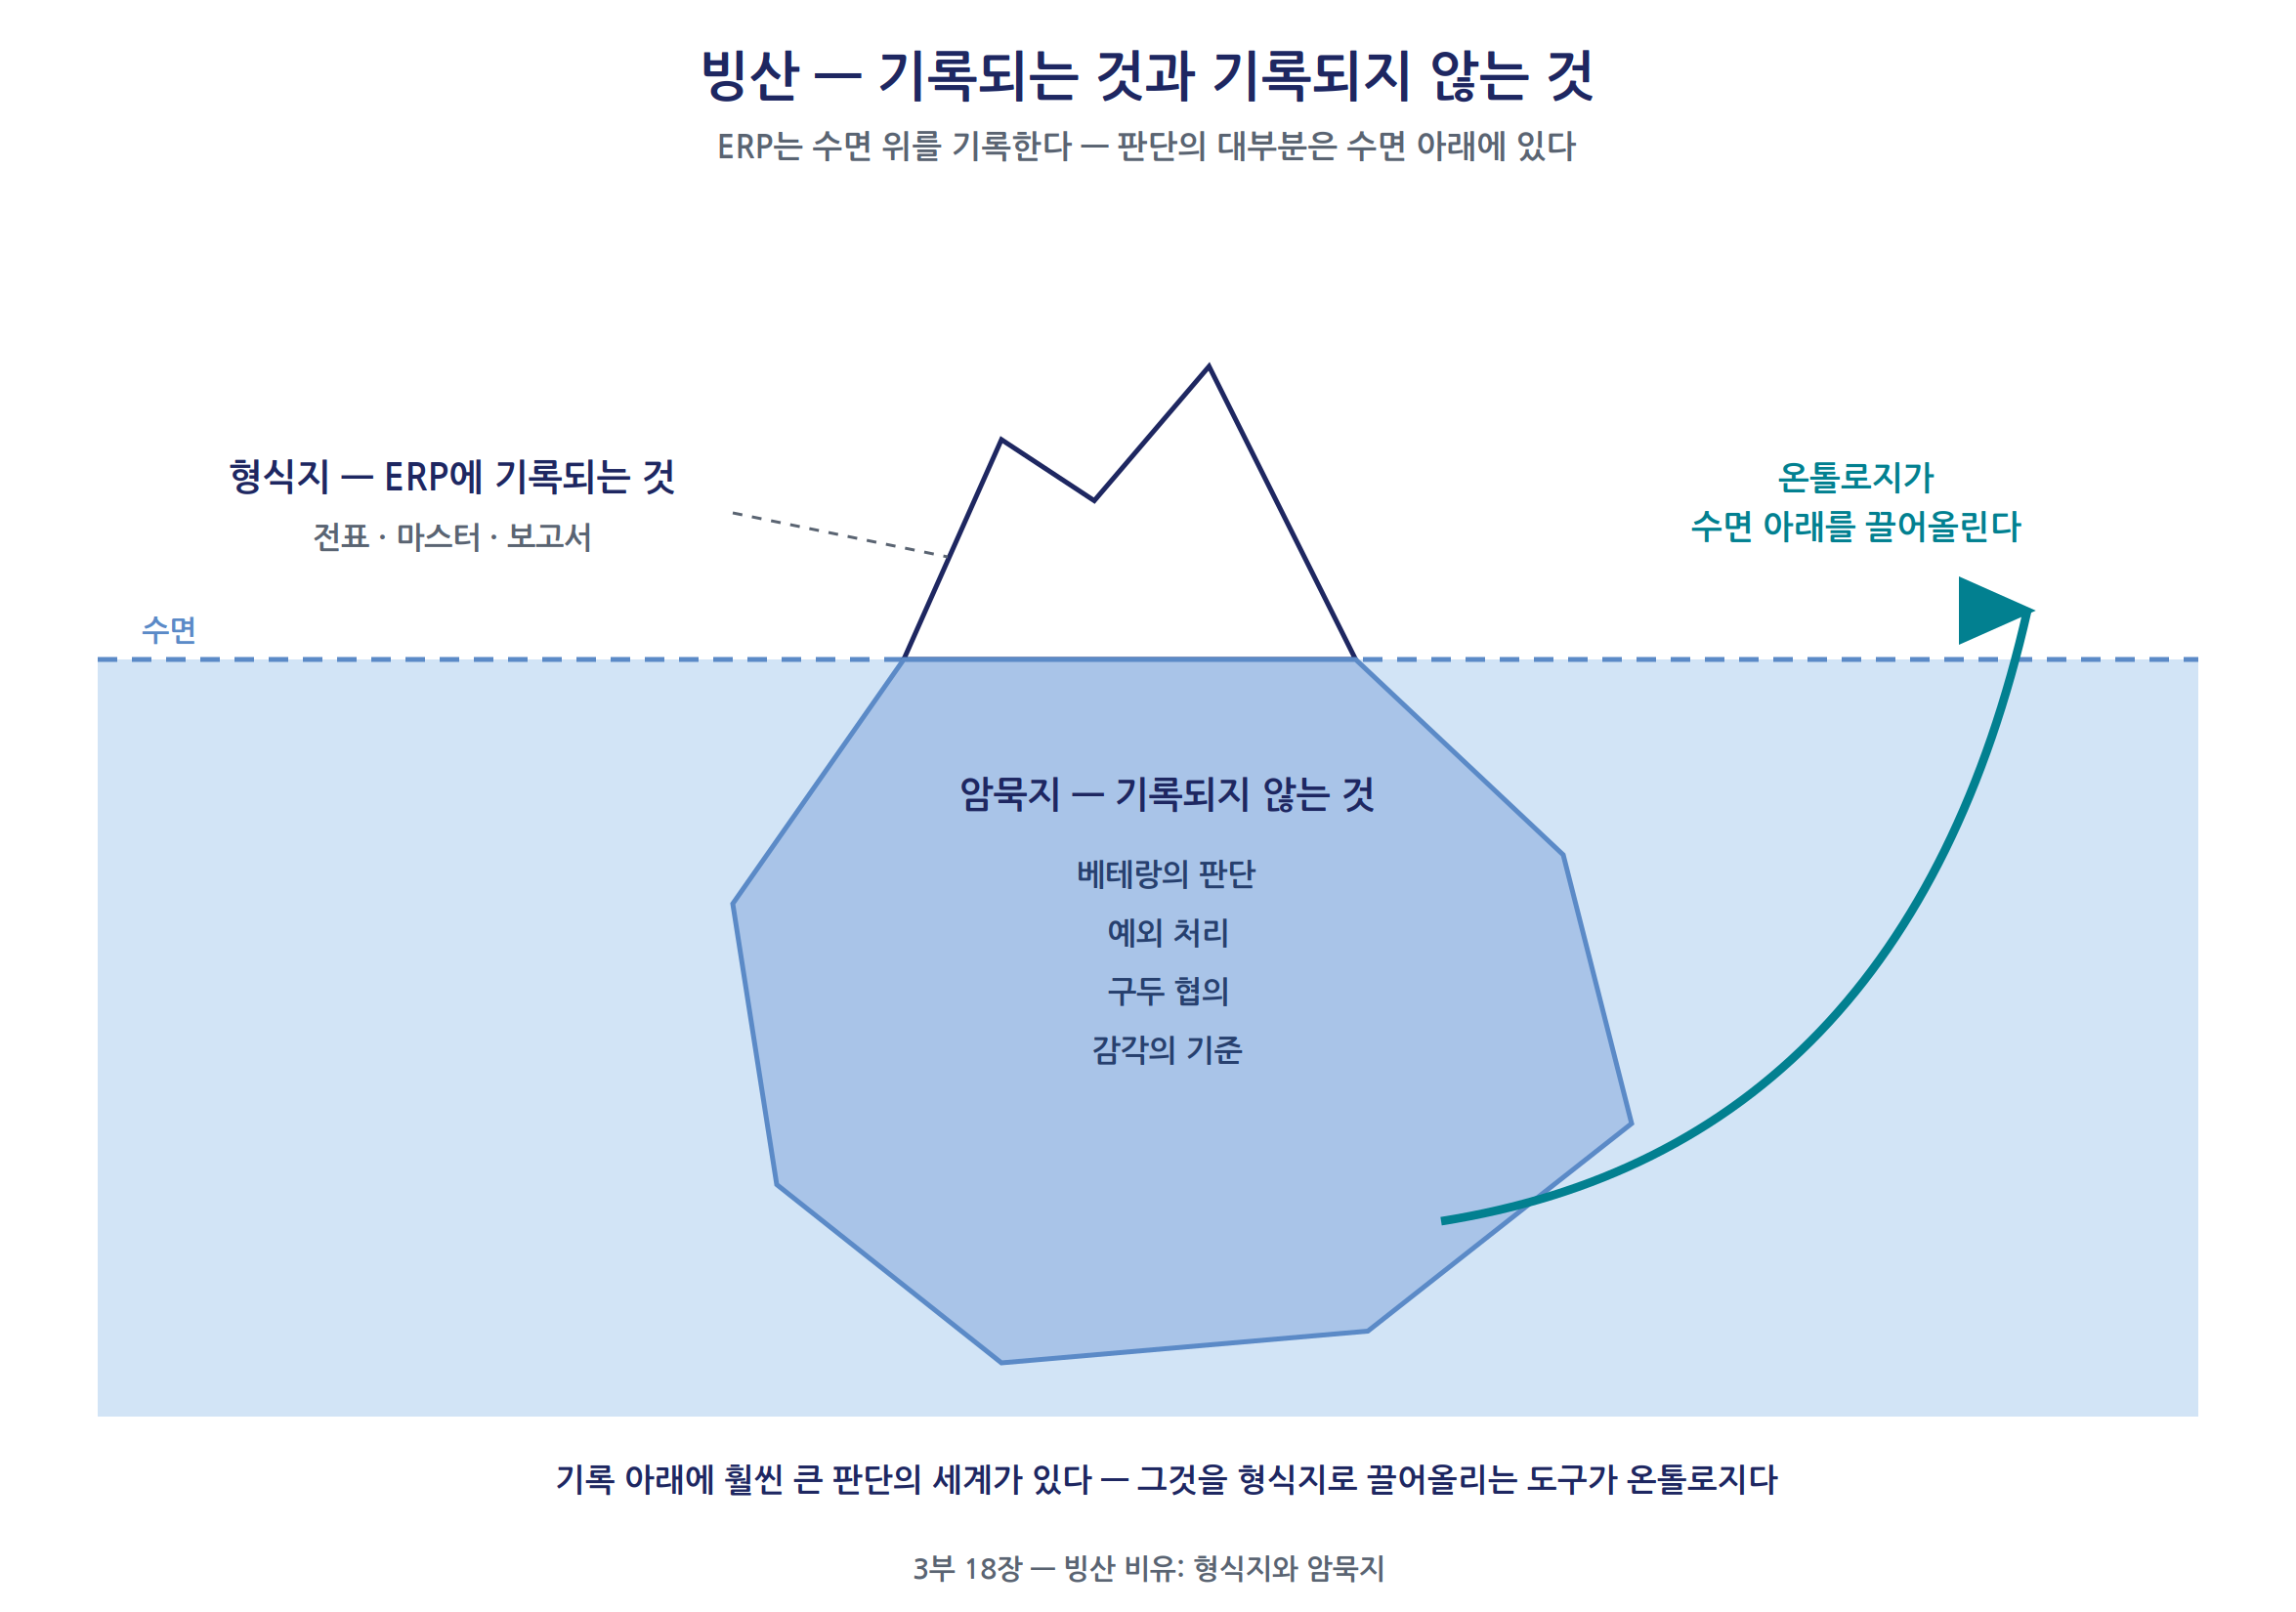 빙산 — 기록되는 것과 기록되지 않는 것
ERP는 수면 위를 기록한다 — 판단의 대부분은 수면 아래에 있다
형식지 — ERP에 기록되는 것
전표 · 마스터 · 보고서
온톨로지가
수면 아래를 끌어올린다
수면
암묵지 — 기록되지 않는 것
베테랑의 판단
예외 처리
구두 협의
감각의 기준
기록 아래에 훨씬 큰 판단의 세계가 있다 — 그것을 형식지로 끌어올리는 도구가 온톨로지다
3부 18장 — 빙산 비유: 형식지와 암묵지